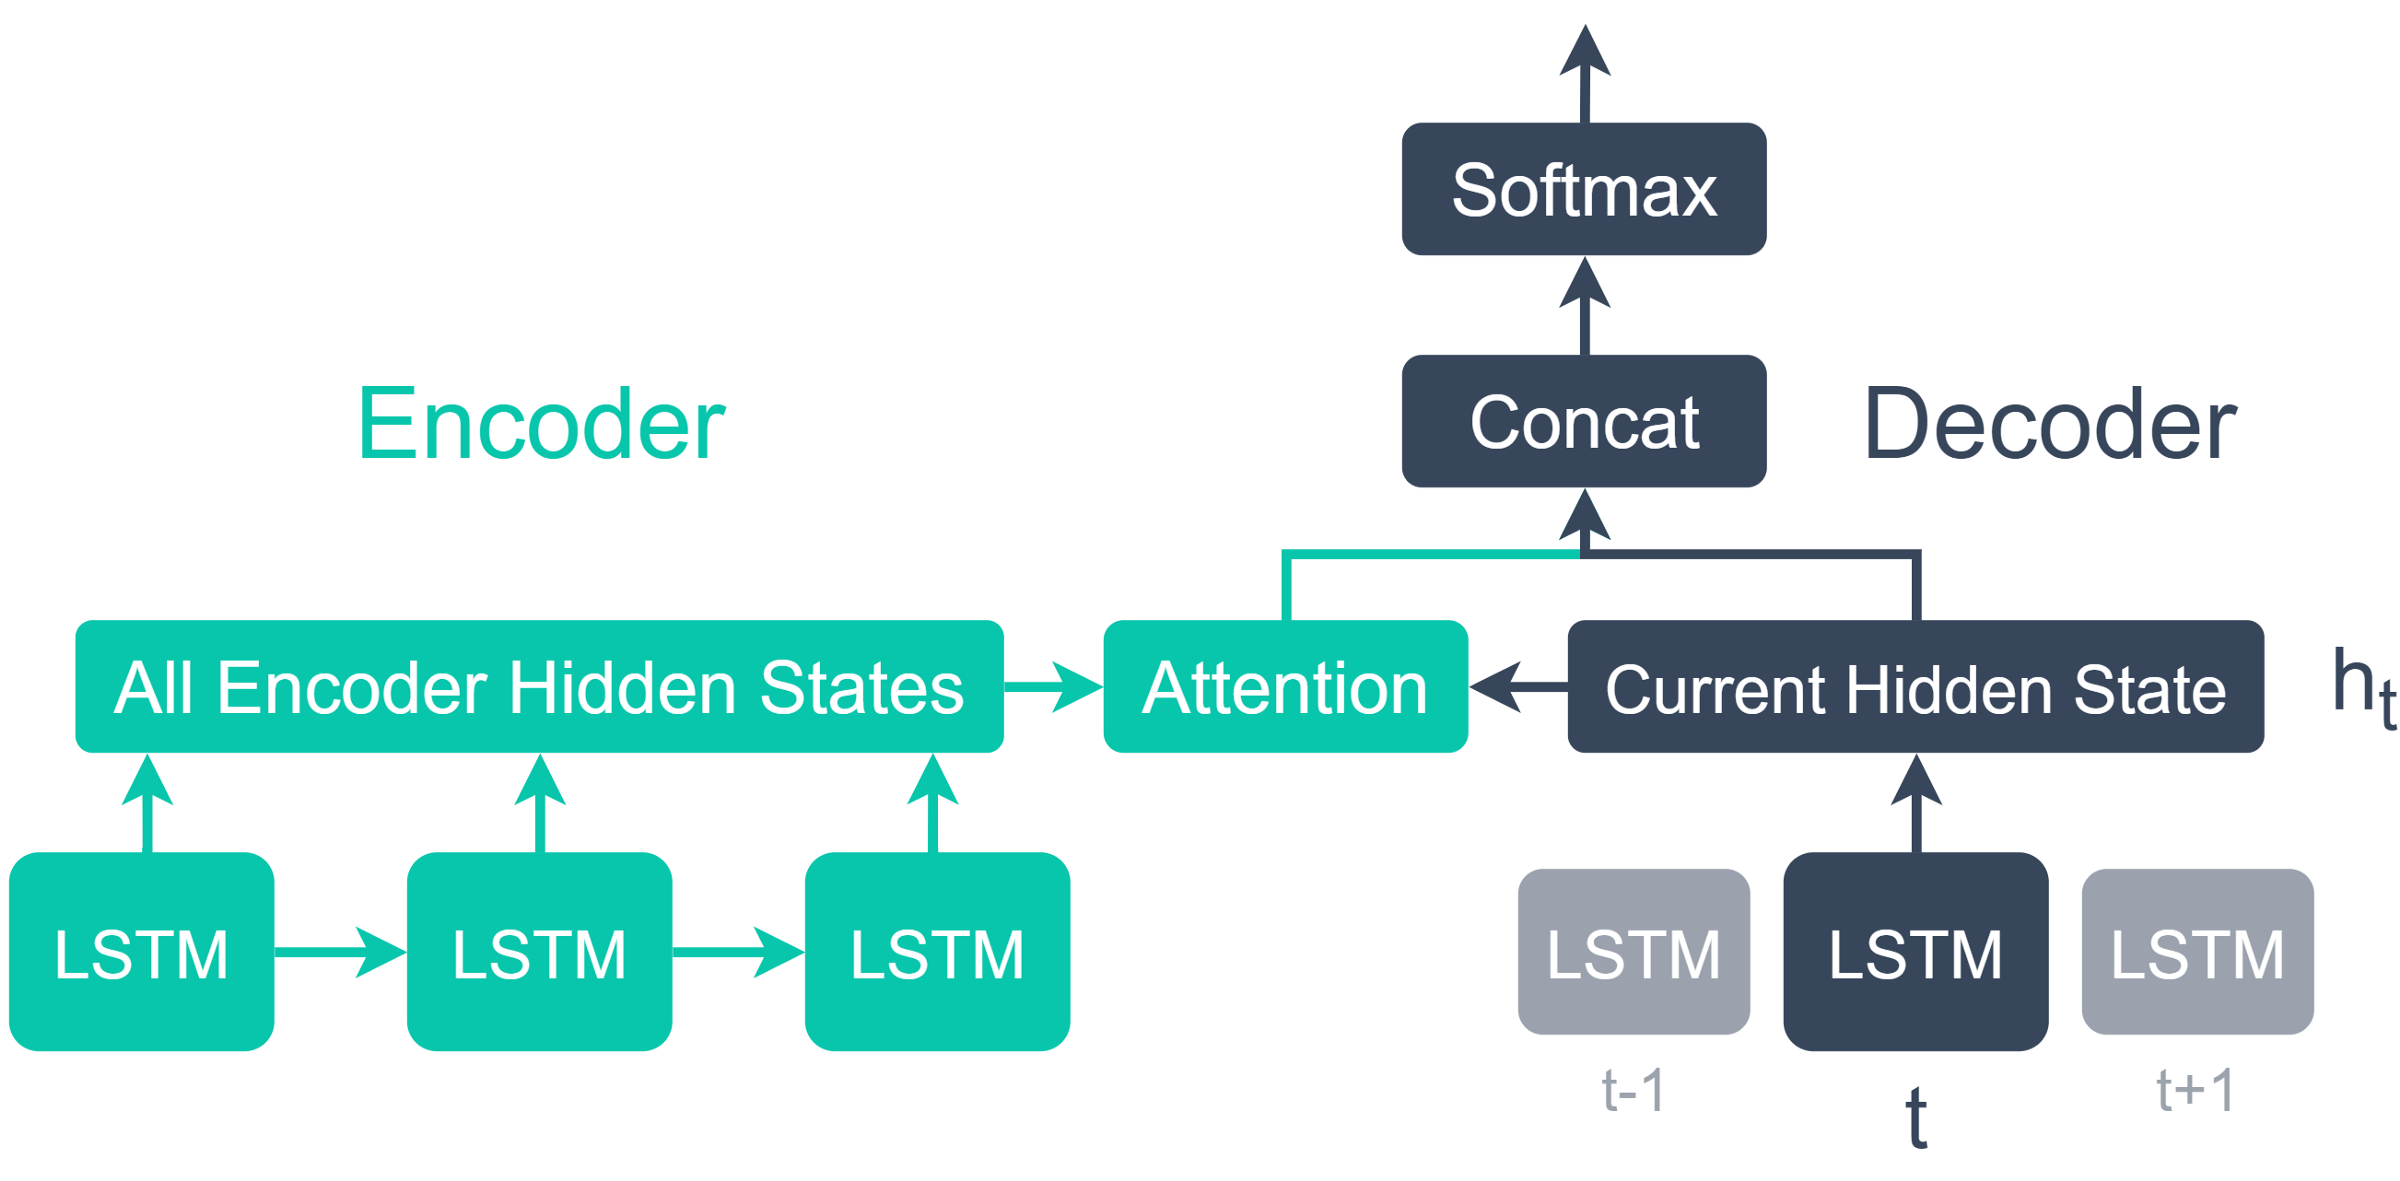 Softmax
Concat
Encoder
Decoder
All Encoder Hidden States
Attention
Current Hidden State
ht
LSTM
LSTM
LSTM
LSTM
LSTM
LSTM
t-1
t
t+1